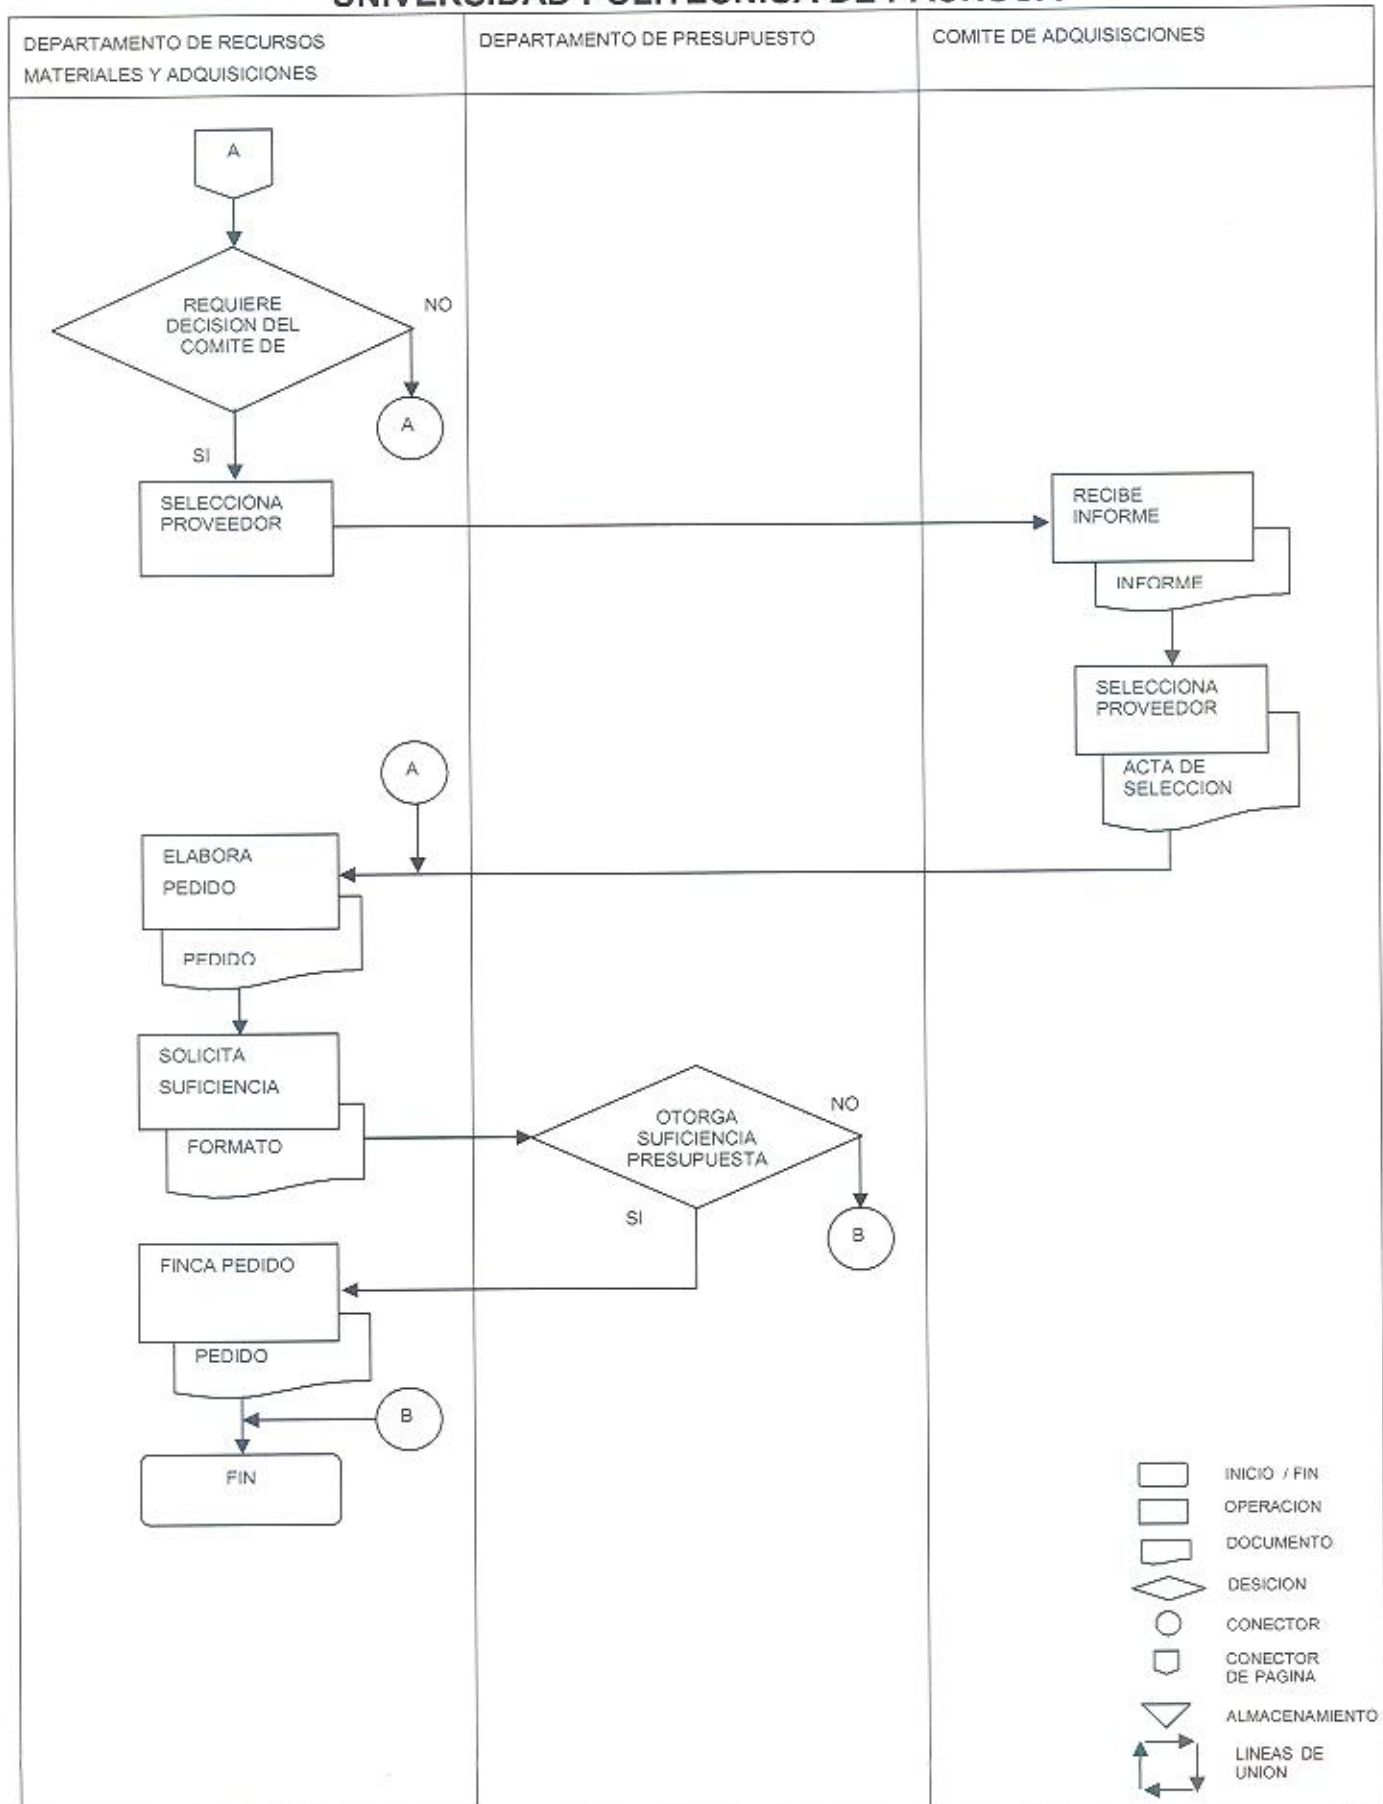 DEPARTAMENTO DE RECURSOS
MATERIALES Y ADQUISICIONES
DEPARTAMENTO DE PRESUPUESTO
COMITE DE ADQUISISCIONES
A
REQUIERE
DECISION DEL
COMITE DE
NO
A
SI
SELECCIONA
PROVEEDOR
RECIBE
INFORME
INFORME
SELECCIONA
PROVEEDOR
ACTA DE
SELECCION
A
ELABORA
PEDIDO
PEDIDO
SOLICITA
SUFICIENCIA
FORMATO
OTORGA
SUFICIENCIA
PRESUPUESTA
NO
SI
B
FINCA PEDIDO
PEDIDO
B
FIN
INICIO / FIN
OPERACION
DOCUMENTO
DESICION
CONECTOR
CONECTOR
DE PAGINA
ALMACENAMIENTO
LINEAS DE
UNION